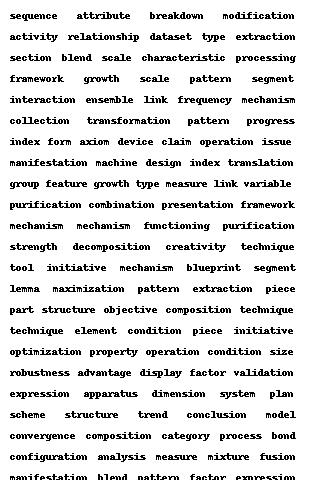 sequence attribute breakdown modification
activity relationship dataset type extraction
section blend scale characteristic processing
framework growth scale pattern segment
interaction ensemble link frequency mechanism
collection transformation pattern progress
index form axiom device claim operation issue
manifestation machine design index translation
group feature growth type measure link variable
purification combination presentation framework
mechanism mechanism functioning purification
strength decomposition creativity technique
tool initiative mechanism blueprint segment
lemma maximization pattern extraction piece
part structure objective composition technique
technique element condition piece initiative
optimization property operation condition size
robustness advantage display factor validation
expression apparatus dimension system plan
scheme structure trend conclusion model
convergence composition category process bond
configuration analysis measure mixture fusion
manifestation blend pattern factor expression